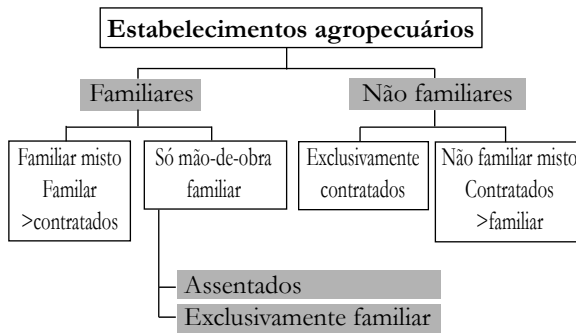 Estabelecimentos agropecuários
Familiares
Não familiares
Familiar misto
Familar
>contratados
Só mão-de-obra
familiar
Exclusivamente
contratados
Não familiar misto
Contratados
>familiar
Assentados
Exclusivamente familiar